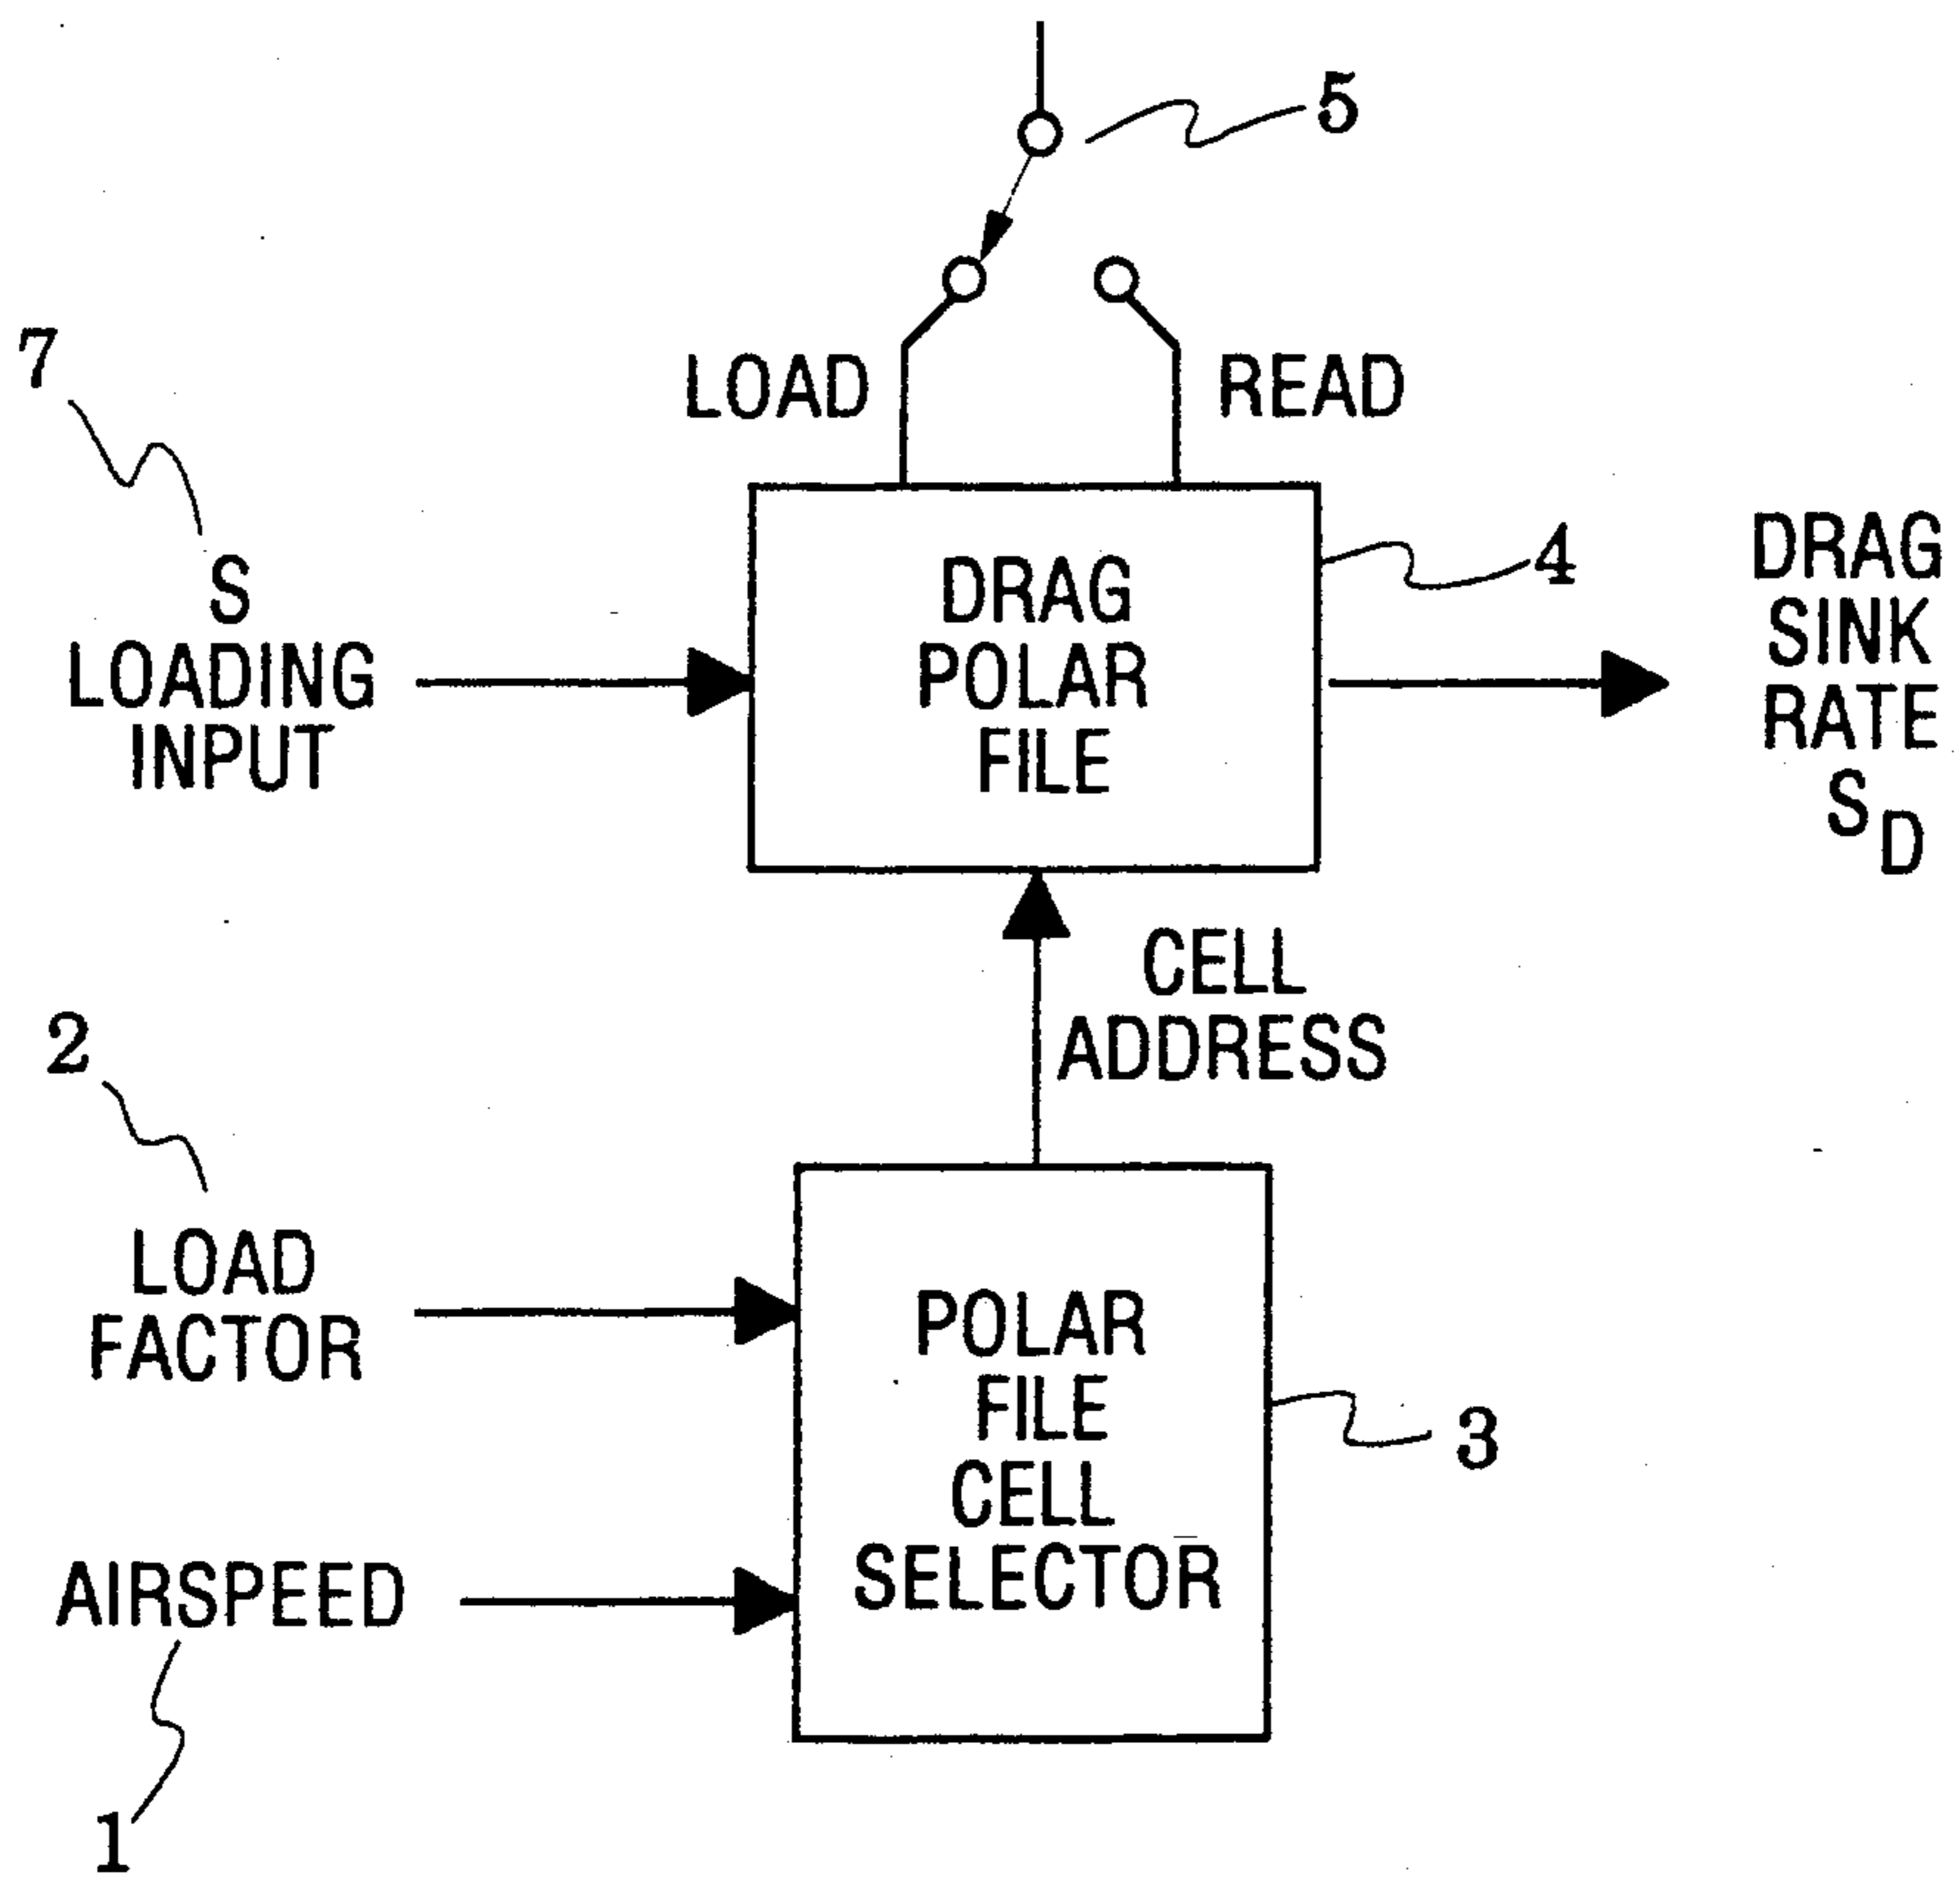 5
7
LOAD
READ
S
LOADING
INPUT
DRAG
POLAR
FILE
4
DRAG
SINK
RATE
S D
CELL
ADDRESS
2
LOAD
FACTOR
POLAR
FILE
CELL
SELECTOR
3
AIRSPEED
1